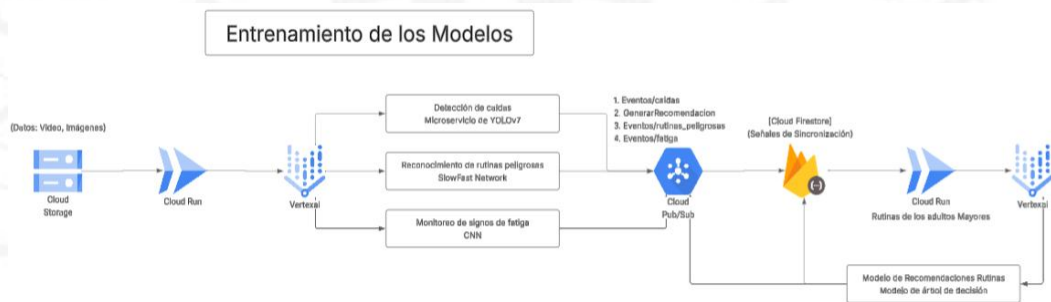 Entrenamiento de los Modelos
(Datos: Video, Imágenes)
Cloud
Storage
Cloud Run
Vertexai
Detección de caídas
Microservicio de YOLOv7
Reconocimiento de rutinas peligrosas
SlowFast Network
Monitoreo de signos de fatiga
CNN
1. Eventos/caidas
2. GenerarRecomendacion
3. Eventos/rutinas_peligrosas
4. Eventos/fatiga
Cloud
Pub/Sub
[Cloud Firestore]
(Señales de Sincronización)
Cloud Run
Rutinas de los adultos Mayores
Vertexai
Modelo de Recomendaciones Rutinas
Modelo de árbol de decisión